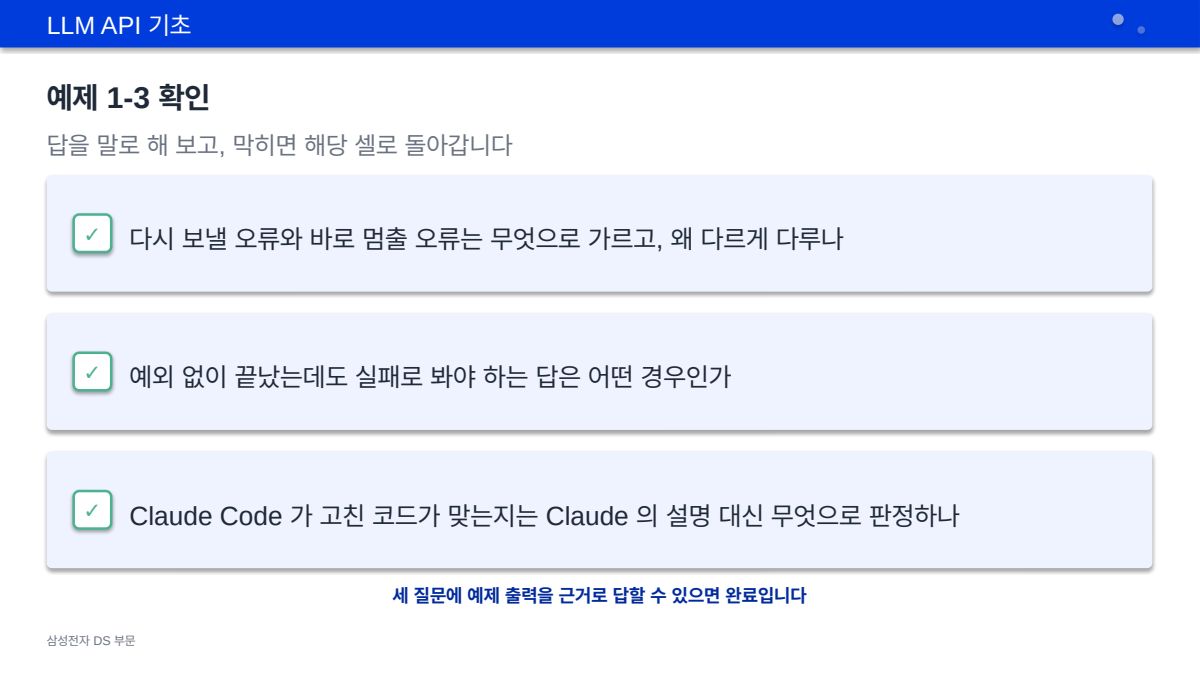 LLM API 기초
예제 1-3 확인
답을 말로 해 보고, 막히면 해당 셀로 돌아갑니다
✓ 다시 보낼 오류와 바로 멈출 오류는 무엇으로 가르고, 왜 다르게 다루나
✓ 예외 없이 끝났는데도 실패로 봐야 하는 답은 어떤 경우인가
✓ Claude Code 가 고친 코드가 맞는지는 Claude 의 설명 대신 무엇으로 판정하나
세 질문에 예제 출력을 근거로 답할 수 있으면 완료입니다
삼성전자 DS 부문